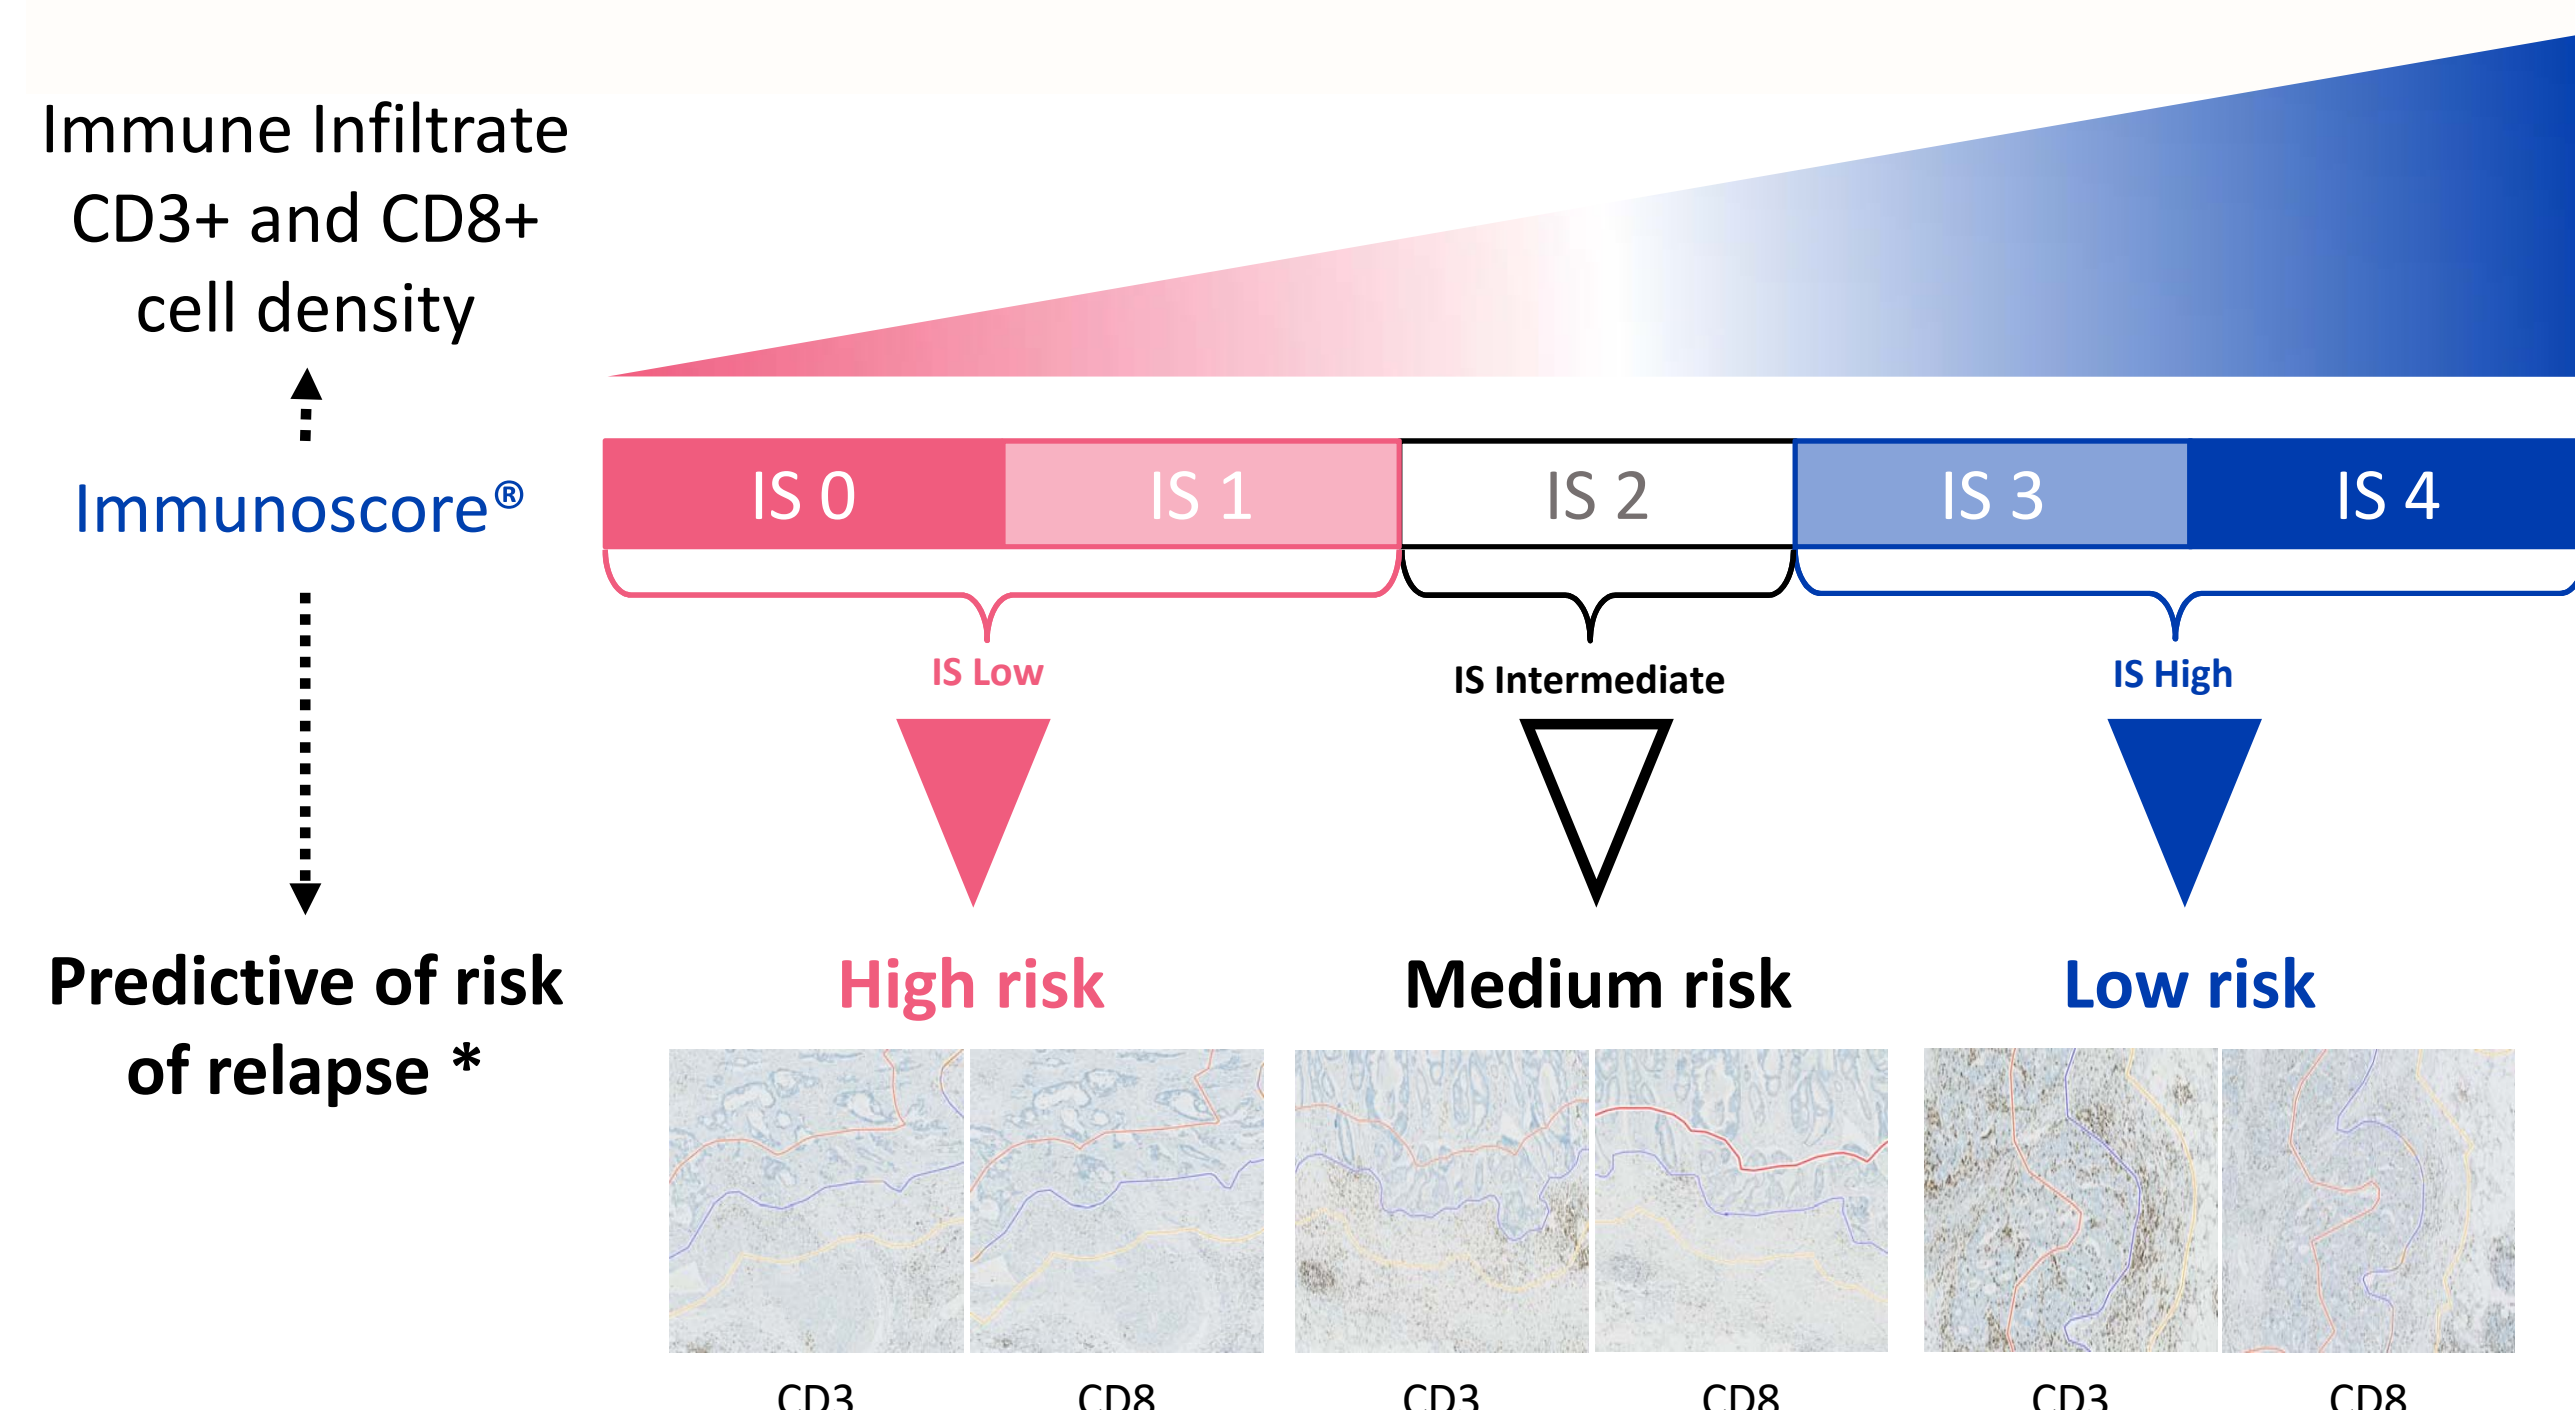 Immune Infiltrate
CD3+ and CD8+
cell density
Immunoscore®
IS 0
IS 1
IS 2
IS 3
IS 4
IS Low
IS Intermediate
IS High
Predictive of risk
of relapse *
High risk
Medium risk
Low risk
CD3
CD8
CD3
CD8
CD3
CD8